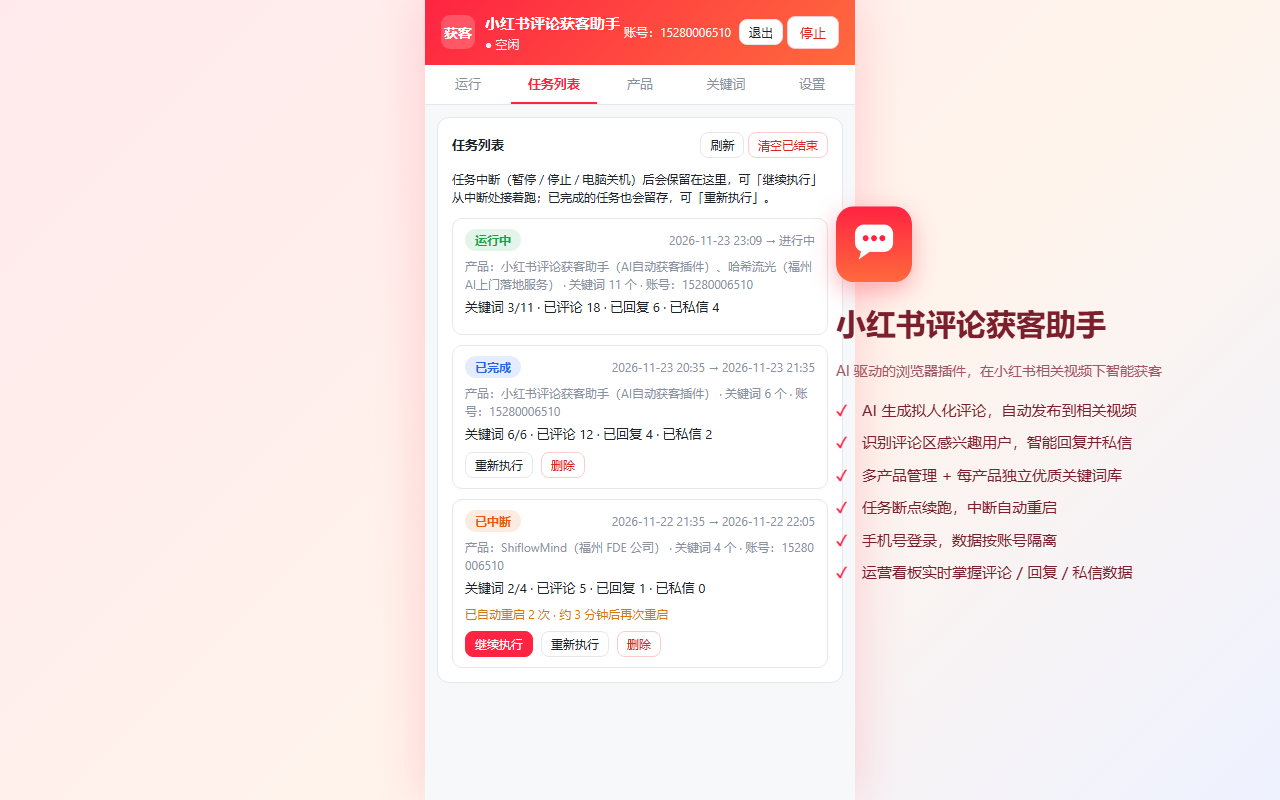 获客
小红书评论获客助手
● 空闲
账号：15280006510
退出
停止
运行
任务列表
产品
关键词
设置
任务列表
刷新
清空已结束
任务中断（暂停 / 停止 / 电脑关机）后会保留在这里，可「继续执行」
从中断处接着跑；已完成的任务也会留存，可「重新执行」。
运行中
2026-11-23 23:09 → 进行中
产品：小红书评论获客助手（AI自动获客插件）、哈希流光（福州
AI上门落地服务） · 关键词 11 个 · 账号：15280006510
关键词 3/11 · 已评论 18 · 已回复 6 · 已私信 4
已完成
2026-11-23 20:35 → 2026-11-23 21:35
产品：小红书评论获客助手（AI自动获客插件） · 关键词 6 个 · 账
号：15280006510
关键词 6/6 · 已评论 12 · 已回复 4 · 已私信 2
重新执行
删除
已中断
2026-11-22 21:35 → 2026-11-22 22:05
产品：ShiflowMind（福州 FDE 公司） · 关键词 4 个 · 账号：15280
006510
关键词 2/4 · 已评论 5 · 已回复 1 · 已私信 0
已自动重启 2 次 · 约 3 分钟后再次重启
继续执行
重新执行
删除
小红书评论获客助手
AI 驱动的浏览器插件，在小红书相关视频下智能获客
✓ AI 生成拟人化评论，自动发布到相关视频
✓ 识别评论区感兴趣用户，智能回复并私信
✓ 多产品管理 + 每产品独立优质关键词库
✓ 任务断点续跑，中断自动重启
✓ 手机号登录，数据按账号隔离
✓ 运营看板实时掌握评论 / 回复 / 私信数据